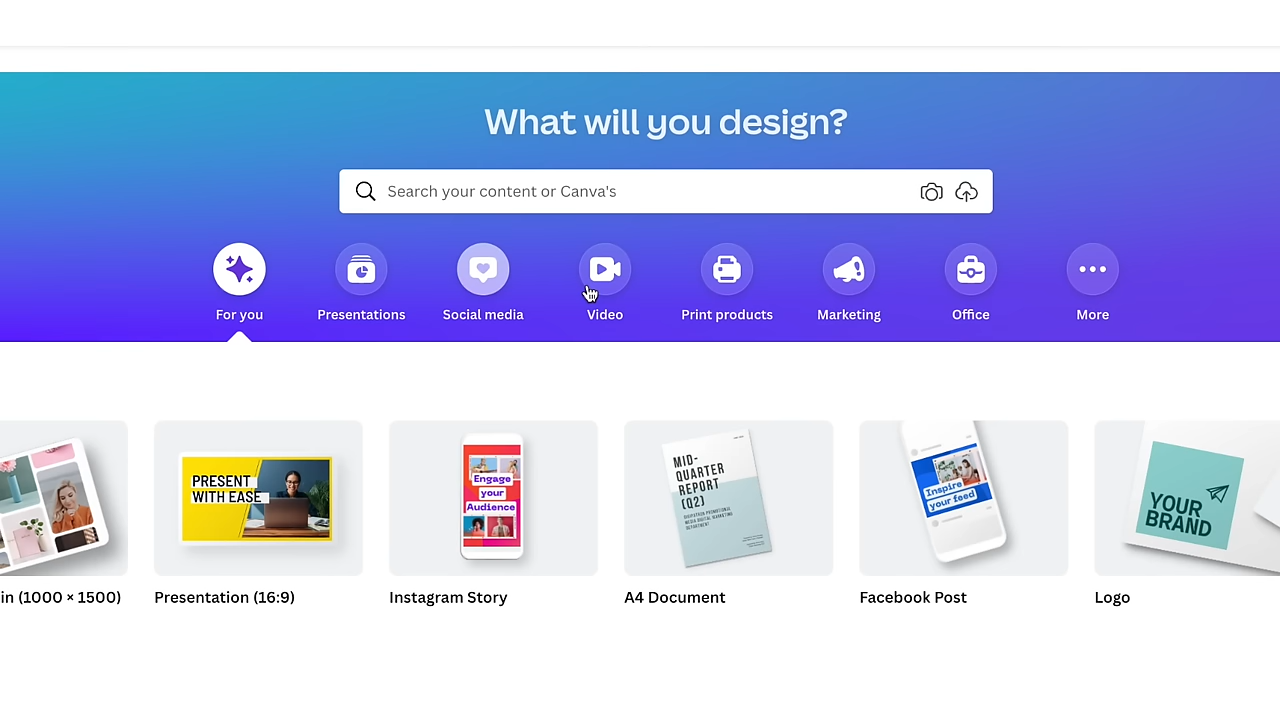 What will you design?
Search your content or Canva's
For you
Presentations
Social media
Video
Print products
Marketing
Office
More
PRESENT
WITH EASE
Engage
your
Audience
MID-
QUARTER
REPORT
(Q2)
Inspire
your feed
YOUR
BRAND
in (1000 × 1500)
Presentation (16:9)
Instagram Story
A4 Document
Facebook Post
Logo